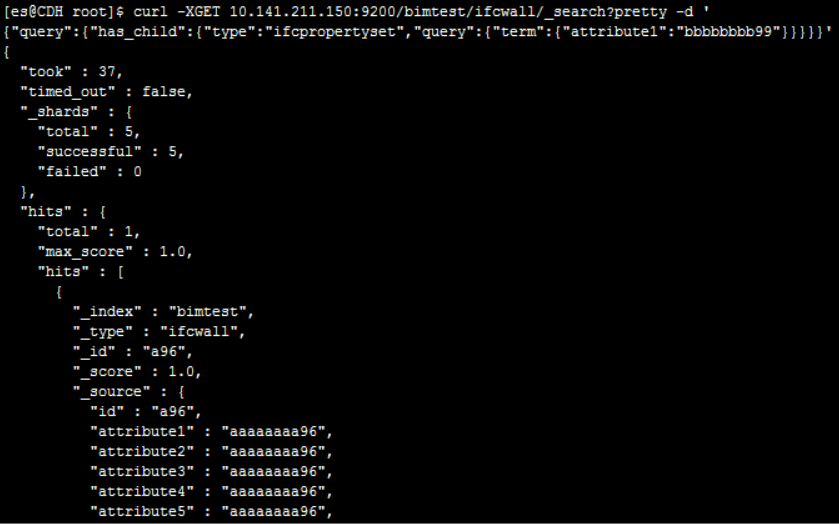 [es@CDH root]$ curl -XGET 10.141.211.150:9200/bimtest/ifcwall/_search?pretty -d '
{"query":{"has_child":{"type":"ifcpropertyset","query":{"term":{"attribute1":"bbbbbbbb99"}}}}}'
{
  "took" : 37,
  "timed_out" : false,
  "_shards" : {
    "total" : 5,
    "successful" : 5,
    "failed" : 0
  },
  "hits" : {
    "total" : 1,
    "max_score" : 1.0,
    "hits" : [
      {
        "_index" : "bimtest",
        "_type" : "ifcwall",
        "_id" : "a96",
        "_score" : 1.0,
        "_source" : {
          "id" : "a96",
          "attribute1" : "aaaaaaaa96",
          "attribute2" : "aaaaaaaa96",
          "attribute3" : "aaaaaaaa96",
          "attribute4" : "aaaaaaaa96",
          "attribute5" : "aaaaaaaa96",